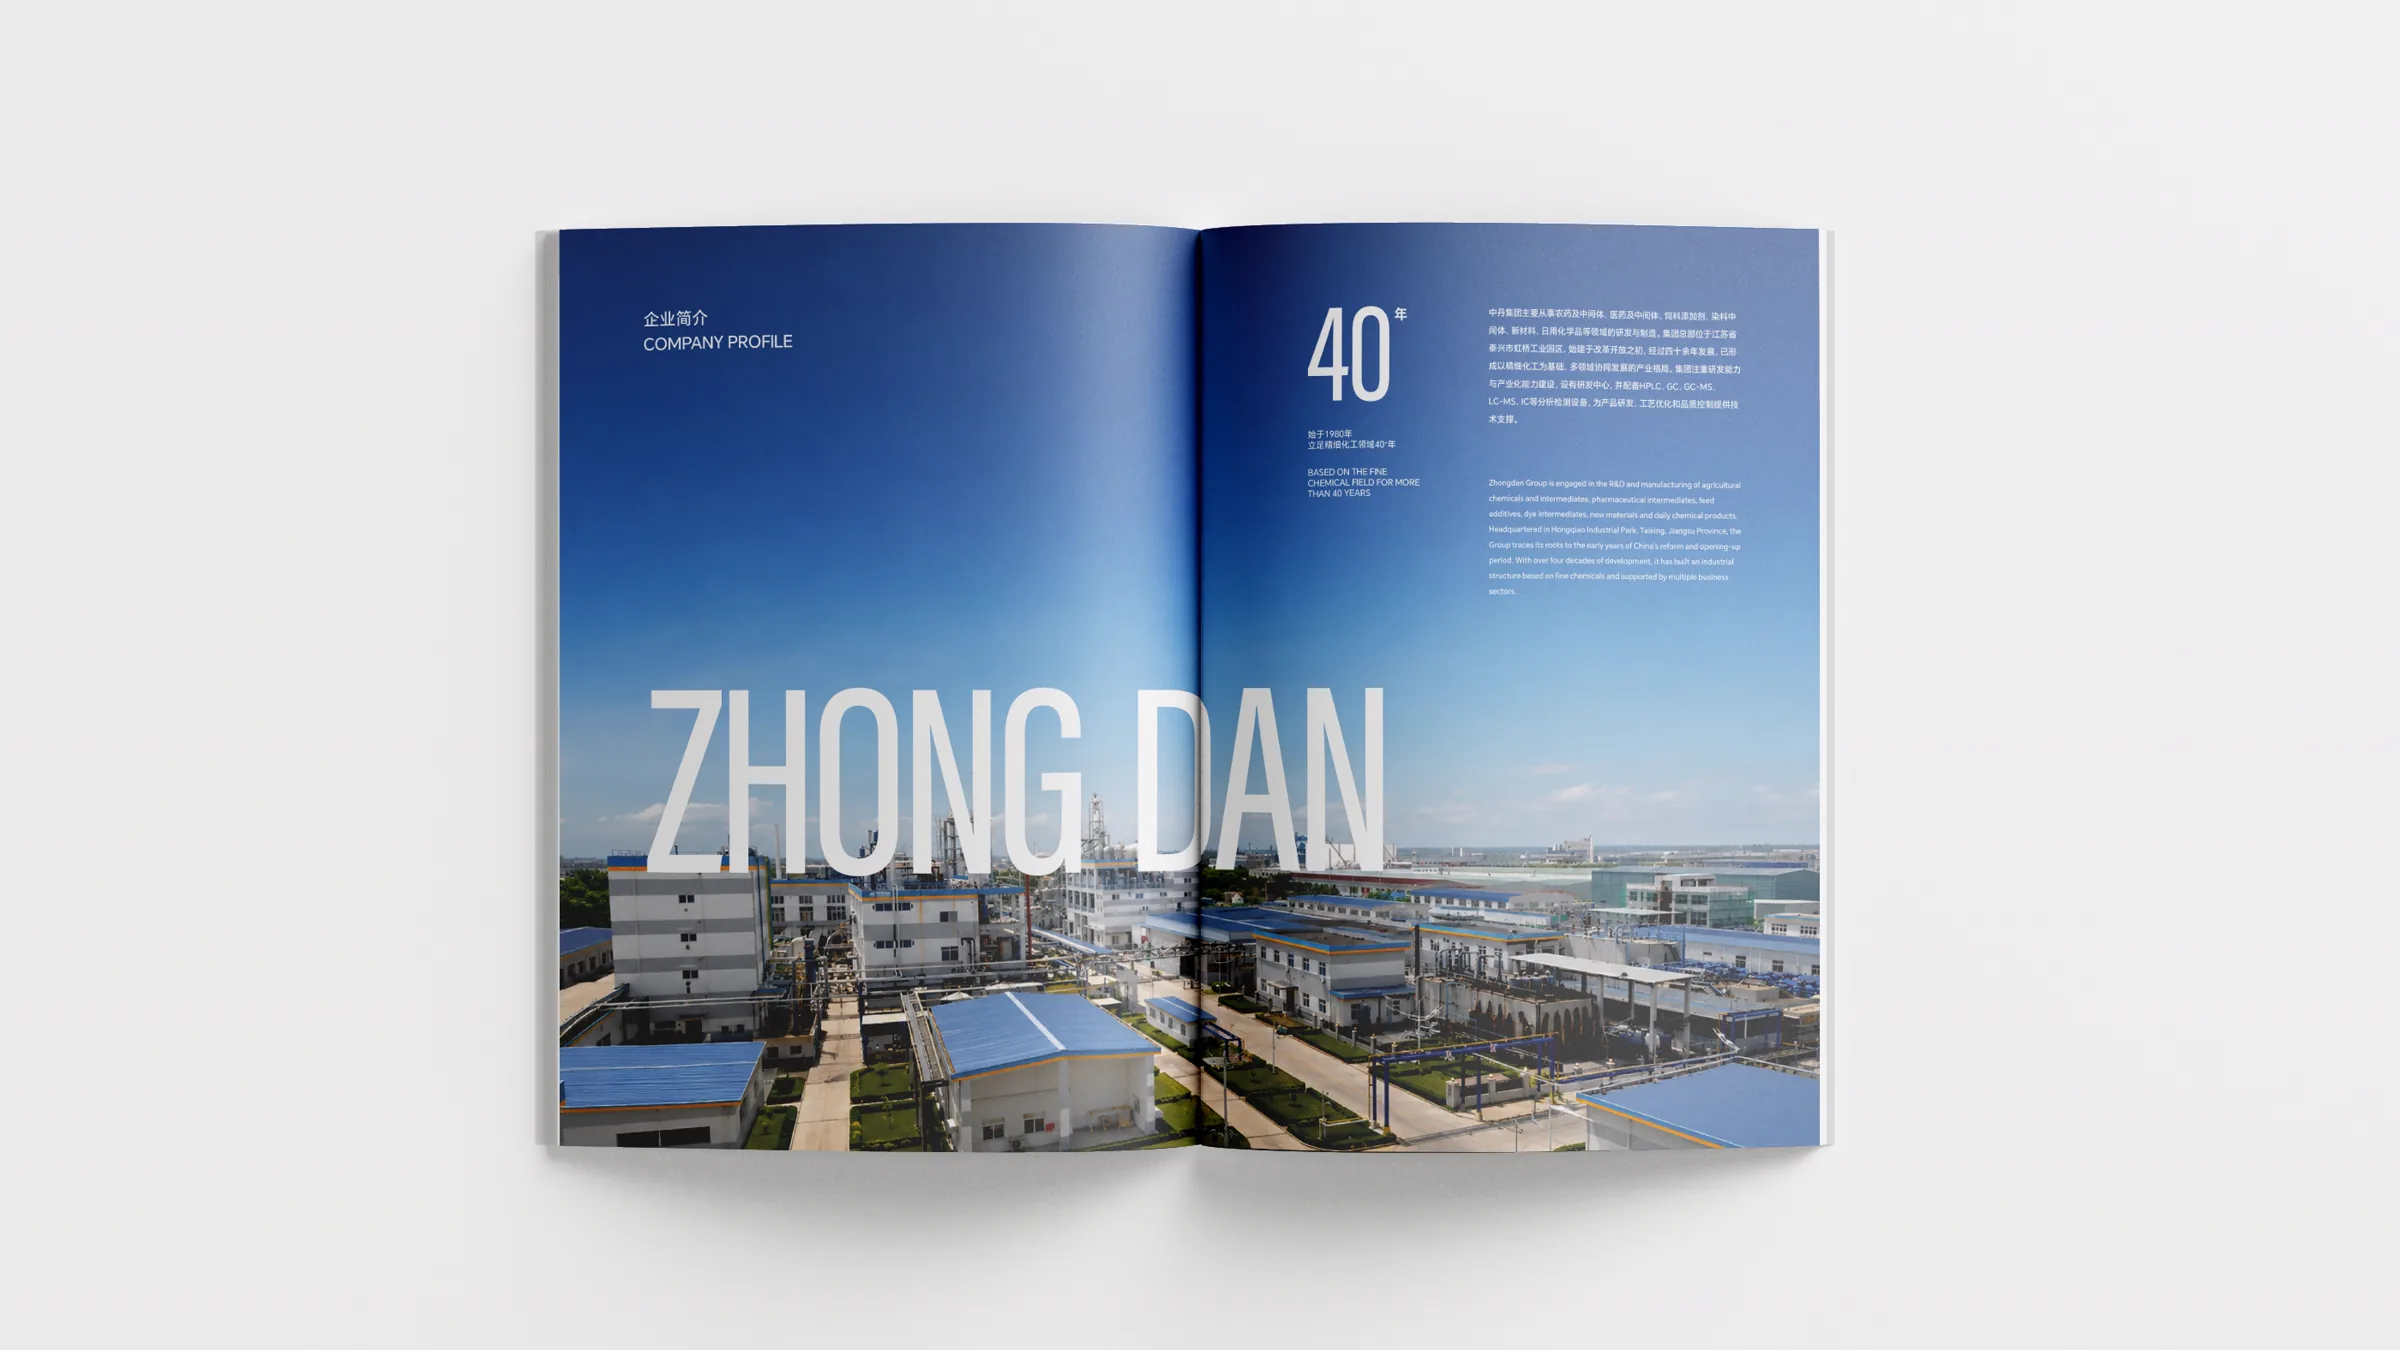 企业简介
COMPANY PROFILE
40年
始于1980年
立足精细化工领域40+年
BASED ON THE FINE
CHEMICAL FIELD FOR MORE
THAN 40 YEARS
中丹集团主要从事农药及中间体、医药及中间体、饲料添加剂、染料中
间体、新材料、日用化学品等领域的研发与制造。集团总部位于江苏省
泰兴市虹桥工业园区，始建于改革开放之初，经过四十余年发展，已形
成以精细化工为基础、多领域协同发展的产业格局。集团注重研发能力
与产业化能力建设，设有研发中心，并配备HPLC、GC、GC-MS、
LC-MS、IC等分析检测设备，为产品研发、工艺优化和品质控制提供技
术支撑。
Zhongdan Group is engaged in the R&D and manufacturing of agricultural
chemicals and intermediates, pharmaceutical intermediates, feed
additives, dye intermediates, new materials and daily chemical products.
Headquartered in Hongqiao Industrial Park, Taixing, Jiangsu Province, the
Group traces its roots to the early years of China's reform and opening-up
period. With over four decades of development, it has built an industrial
structure based on fine chemicals and supported by multiple business
sectors.
ZHONG DAN